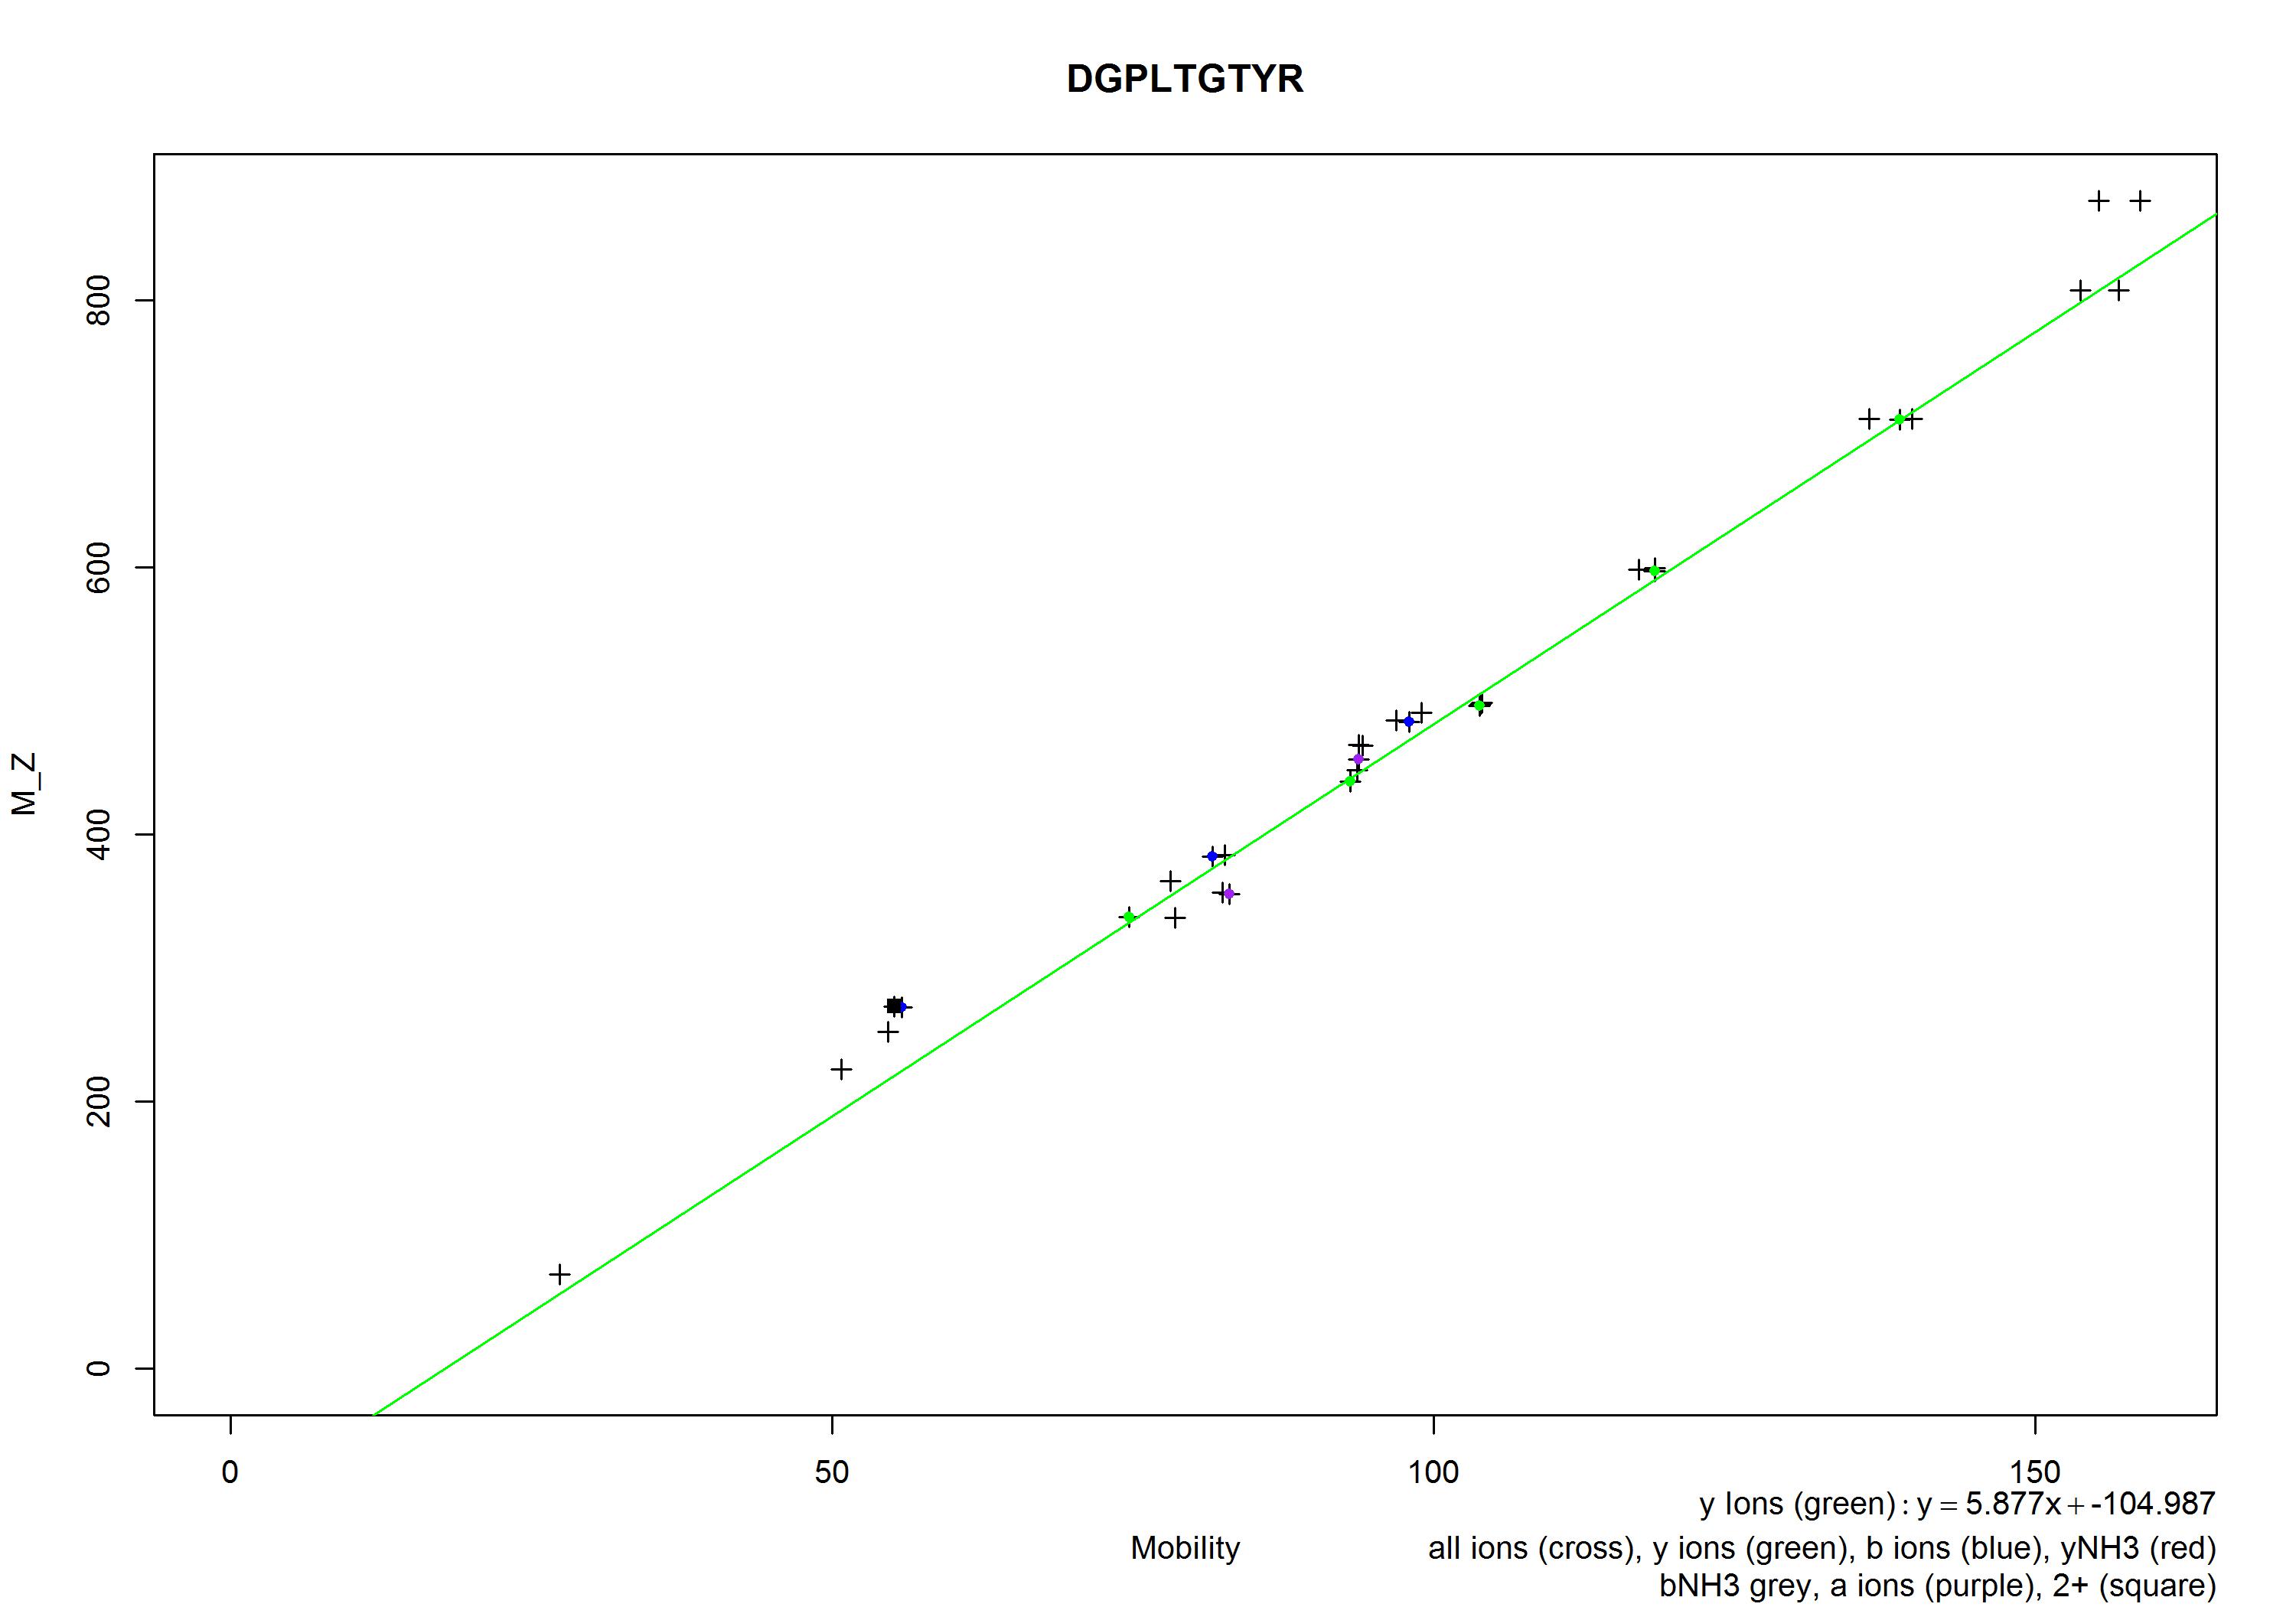 DGPLTGTYR
M_Z
800
600
400
200
0
0 50 100 150
y Ions (green) : y = 5.877x + -104.987
Mobility all ions (cross), y ions (green), b ions (blue), yNH3 (red)
bNH3 grey, a ions (purple), 2+ (square)